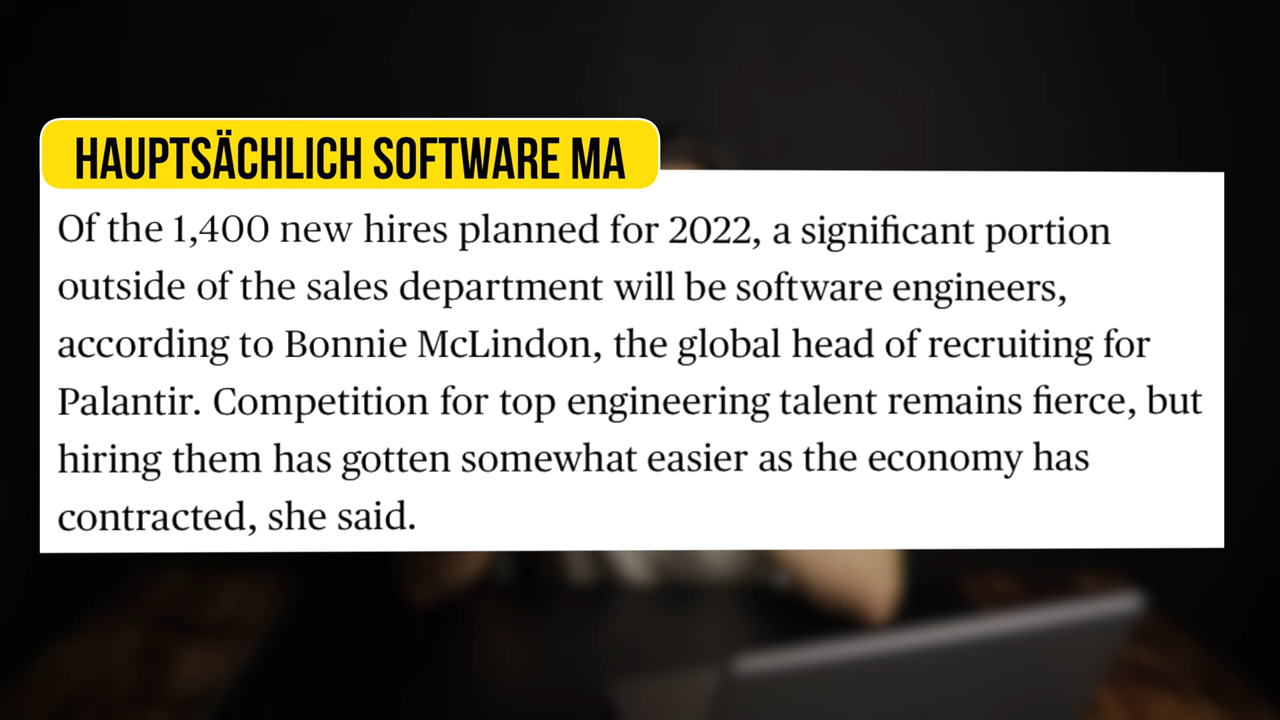 HAUPTSÄCHLICH SOFTWARE MA
Of the 1,400 new hires planned for 2022, a significant portion
outside of the sales department will be software engineers,
according to Bonnie McLindon, the global head of recruiting for
Palantir. Competition for top engineering talent remains fierce, but
hiring them has gotten somewhat easier as the economy has
contracted, she said.